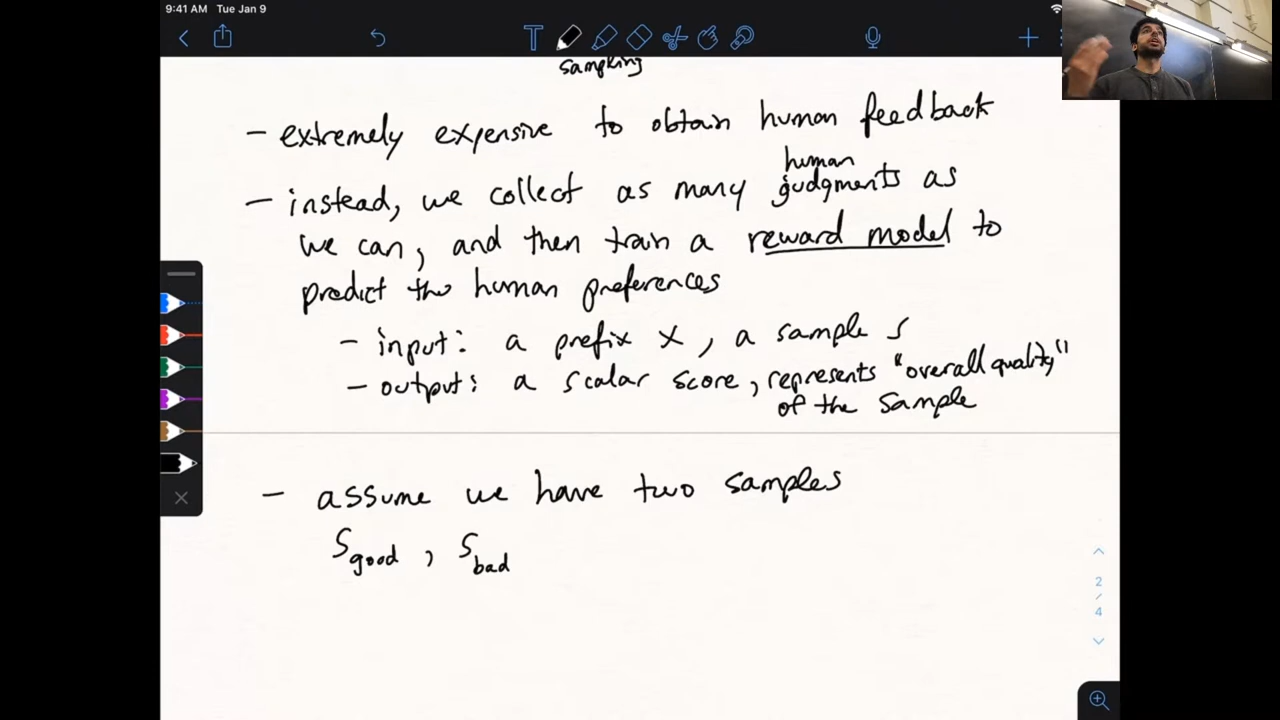 9:41 AM Tue Jan 9
sampling
- extremely expensive to obtain human feedback
- instead, we collect as many human judgments as
we can, and then train a reward model to
predict the human preferences
- input: a prefix x, a sample s
- output: a scalar score, represents "overall quality"
of the sample
- assume we have two samples
S good, S bad
2
/
4